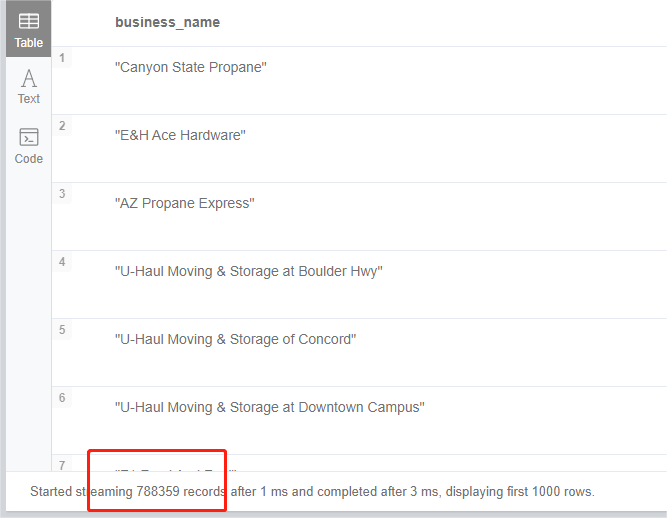 business_name
Table
1
"Canyon State Propane"
Text
2
"E&H Ace Hardware"
Code
3
"AZ Propane Express"
4
"U-Haul Moving & Storage at Boulder Hwy"
5
"U-Haul Moving & Storage of Concord"
6
"U-Haul Moving & Storage at Downtown Campus"
7
Started streaming 788359 records after 1 ms and completed after 3 ms, displaying first 1000 rows.